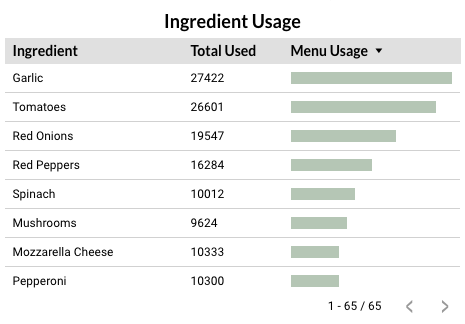 Ingredient Usage
Ingredient Total Used Menu Usage
Garlic 27422
Tomatoes 26601
Red Onions 19547
Red Peppers 16284
Spinach 10012
Mushrooms 9624
Mozzarella Cheese 10333
Pepperoni 10300
1 - 65 / 65